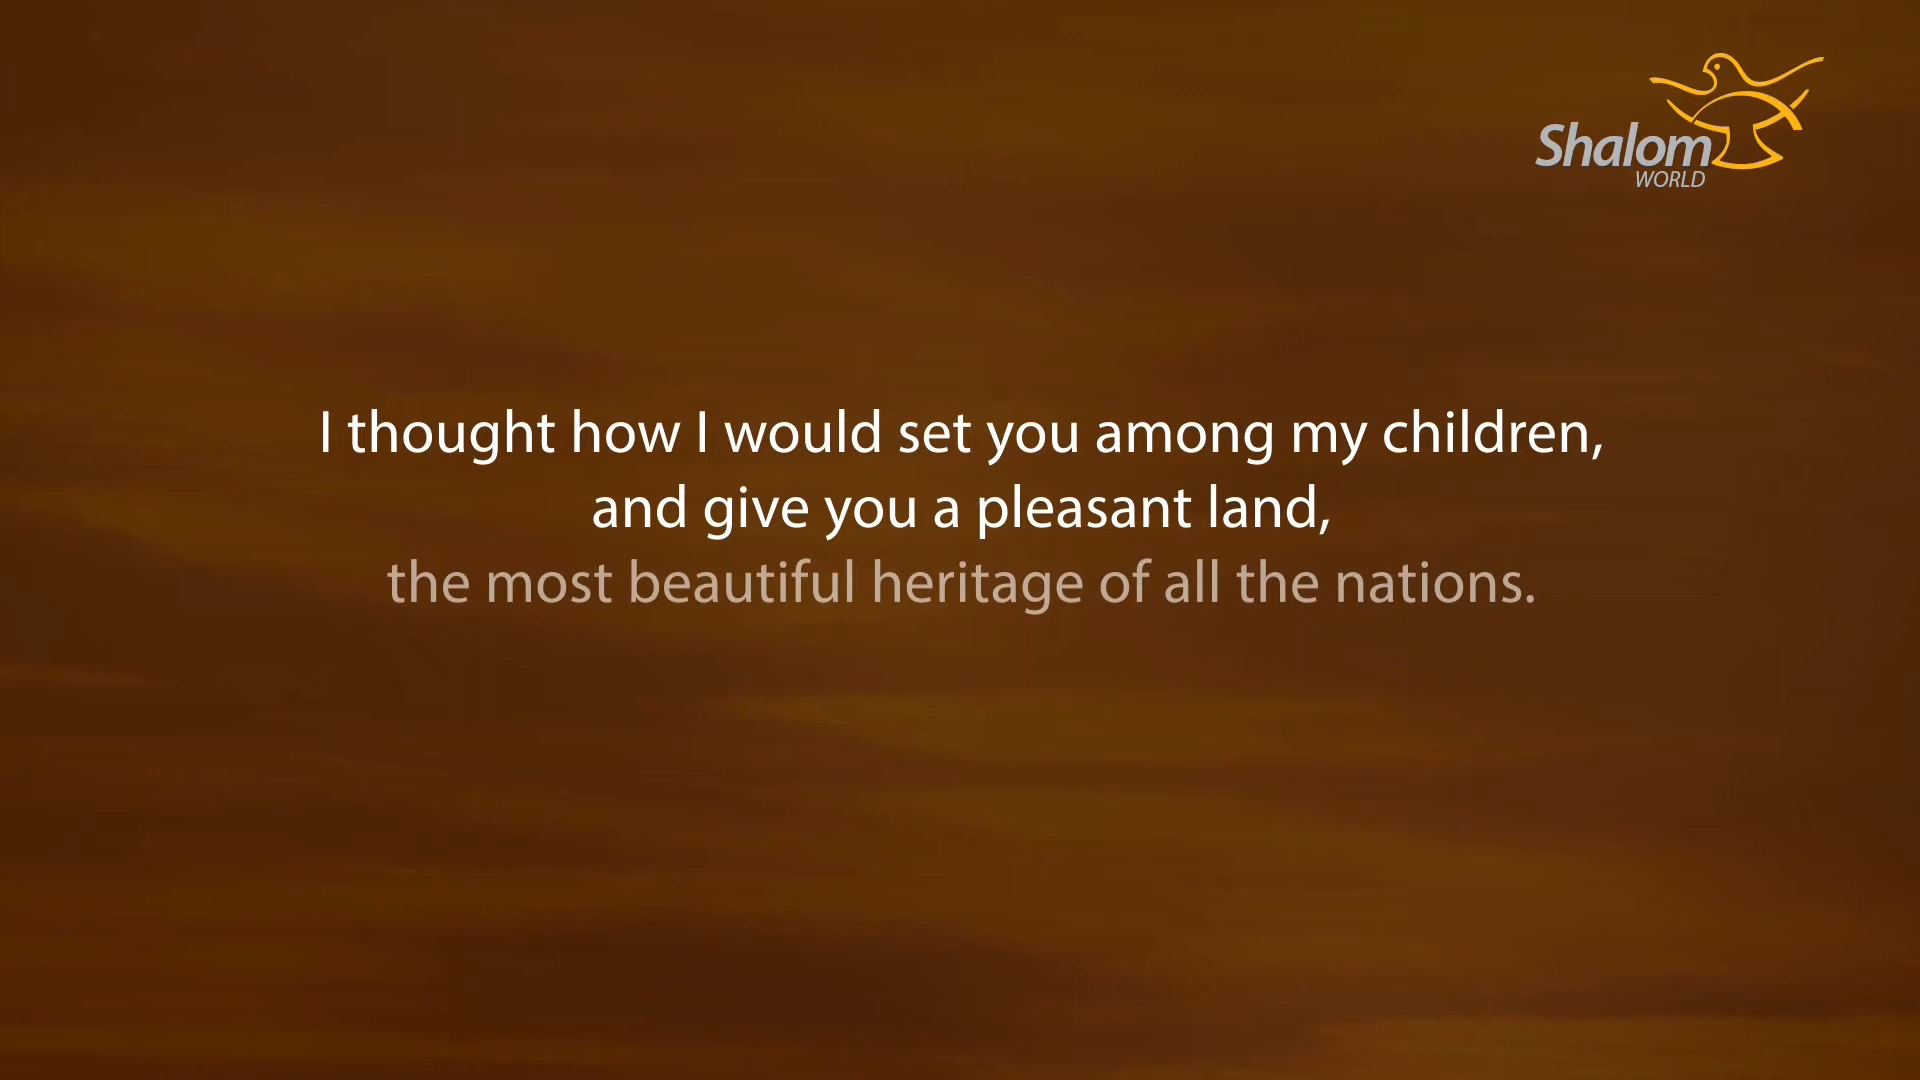 Shalom
WORLD
I thought how I would set you among my children,
and give you a pleasant land,
the most beautiful heritage of all the nations.